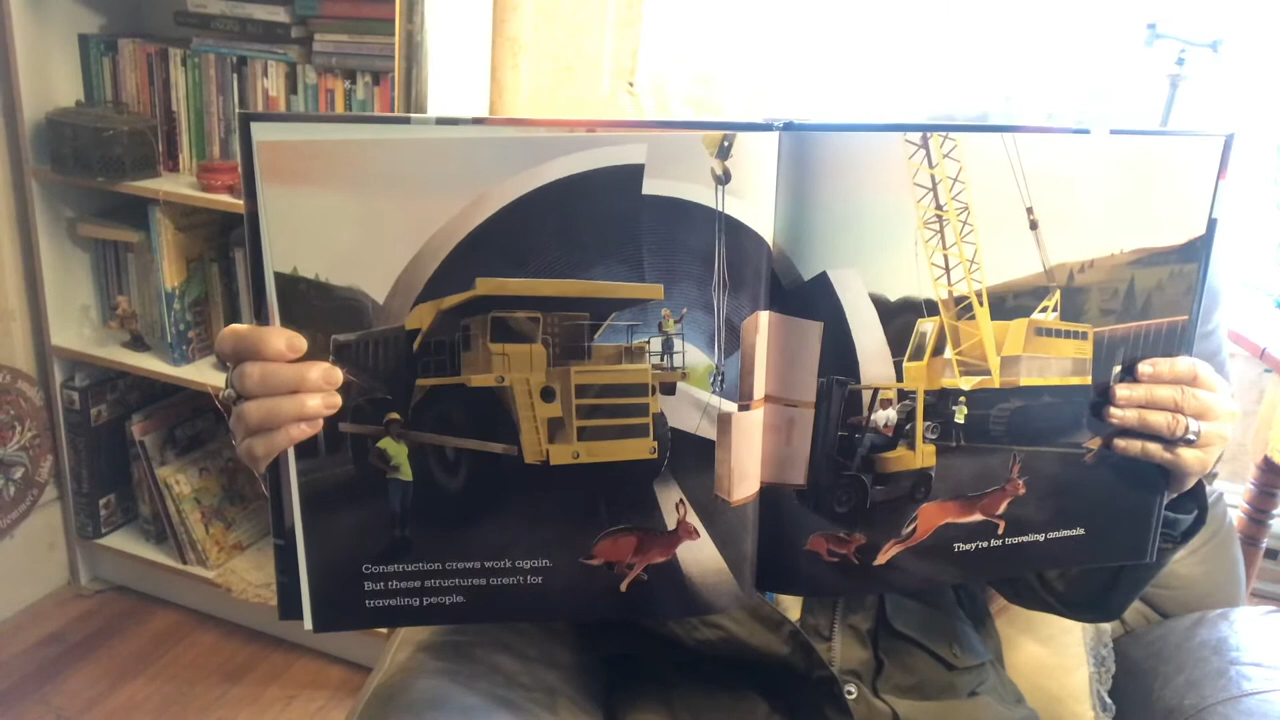 Construction crews work again.
But these structures aren't for
traveling people.
They're for traveling animals.